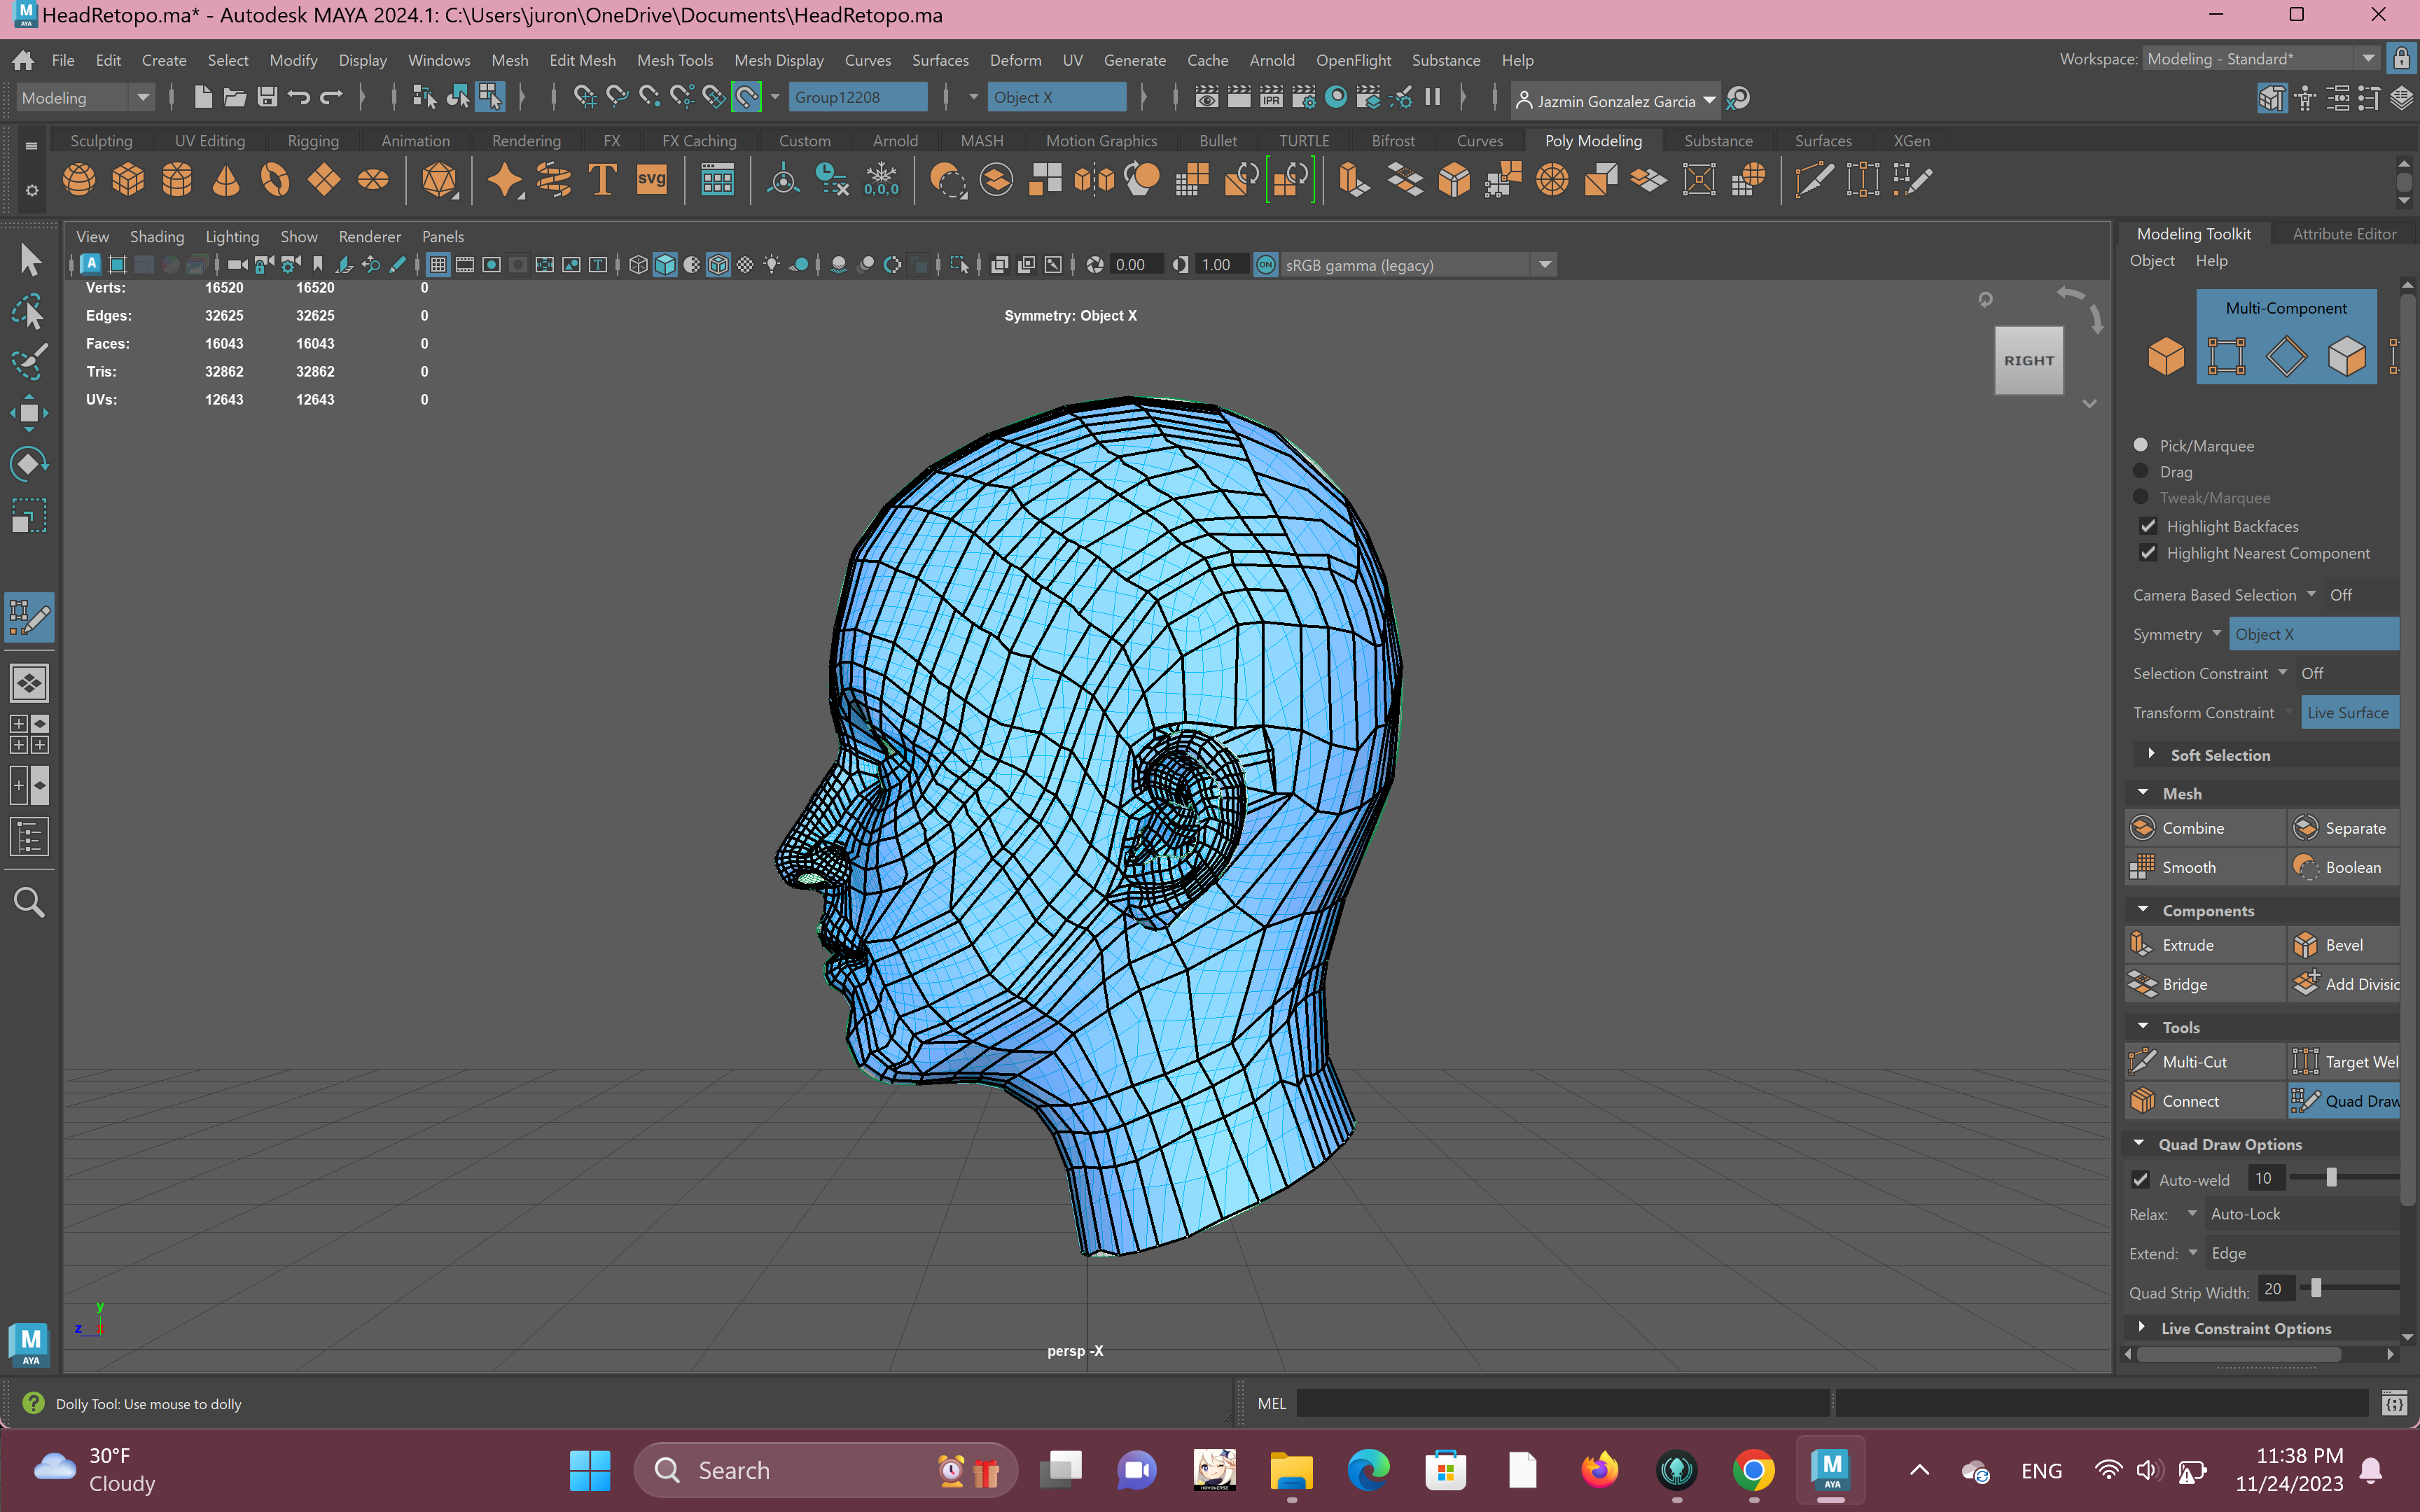 HeadRetopo.ma* - Autodesk MAYA 2024.1: C:\Users\juron\OneDrive\Documents\HeadRetopo.ma
File Edit Create Select Modify Display Windows Mesh Edit Mesh Mesh Tools Mesh Display Curves Surfaces Deform UV Generate Cache Arnold OpenFlight Substance Help
Workspace: Modeling - Standard*
Modeling Group12208 Object X IPR Jazmin Gonzalez Garcia
Sculpting UV Editing Rigging Animation Rendering FX FX Caching Custom Arnold MASH Motion Graphics Bullet TURTLE Bifrost Curves Poly Modeling Substance Surfaces XGen
T svg 0,0,0
View Shading Lighting Show Renderer Panels
A T 0.00 1.00 ON sRGB gamma (legacy)
Verts: 16520 16520 0
Edges: 32625 32625 0
Faces: 16043 16043 0
Tris: 32862 32862 0
UVs: 12643 12643 0
Symmetry: Object X
RIGHT
y
z
persp -X
Modeling Toolkit Attribute Editor
Object Help
Multi-Component
Pick/Marquee
Drag
Tweak/Marquee
Highlight Backfaces
Highlight Nearest Component
Camera Based Selection Off
Symmetry Object X
Selection Constraint Off
Transform Constraint Live Surface
Soft Selection
Mesh
Combine Separate
Smooth Boolean
Components
Extrude Bevel
Bridge Add Divisic
Tools
Multi-Cut Target Wel
Connect Quad Draw
Quad Draw Options
Auto-weld 10
Relax: Auto-Lock
Extend: Edge
Quad Strip Width: 20
Live Constraint Options
M
AYA
Dolly Tool: Use mouse to dolly
MEL
30°F
Cloudy
Search
HOYOVERSE
M
AYA
ENG
11:38 PM
11/24/2023